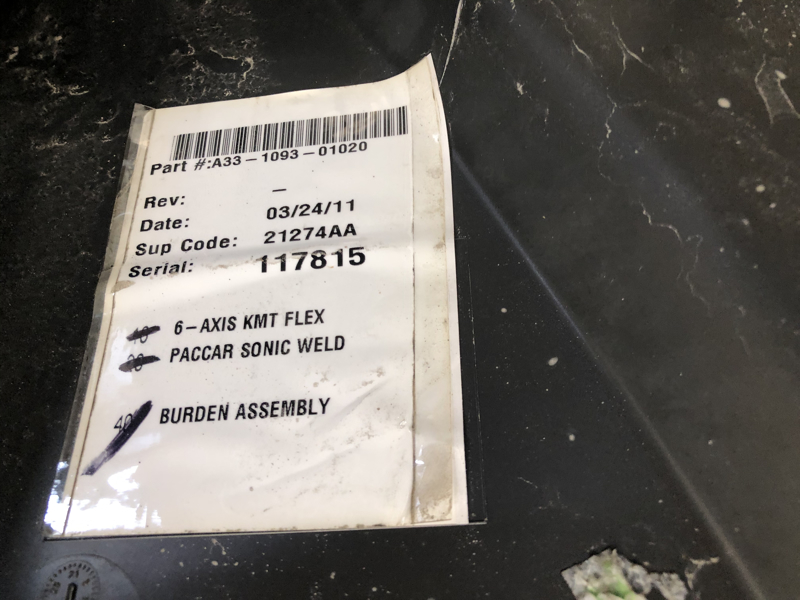 Part #:A33-1093-01020
Rev: –
Date: 03/24/11
Sup Code: 21274AA
Serial: 117815
6-AXIS KMT FLEX
PACCAR SONIC WELD
40 BURDEN ASSEMBLY